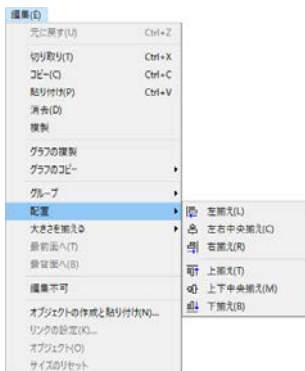 編集(E)
元に戻す(U) Ctrl+Z
切り取り(T) Ctrl+X
コピー(C) Ctrl+C
貼り付け(P) Ctrl+V
消去(D)
複製
グラフの複製
グラフのコピー
グループ
配置
大きさを揃える
最前面へ(T)
最背面へ(B)
編集不可
オブジェクトの作成と貼り付け(N)...
リンクの設定(K)...
オブジェクト(O)
サイズのリセット
左揃え(L)
左右中央揃え(C)
右揃え(R)
上揃え(T)
上下中央揃え(M)
下揃え(B)